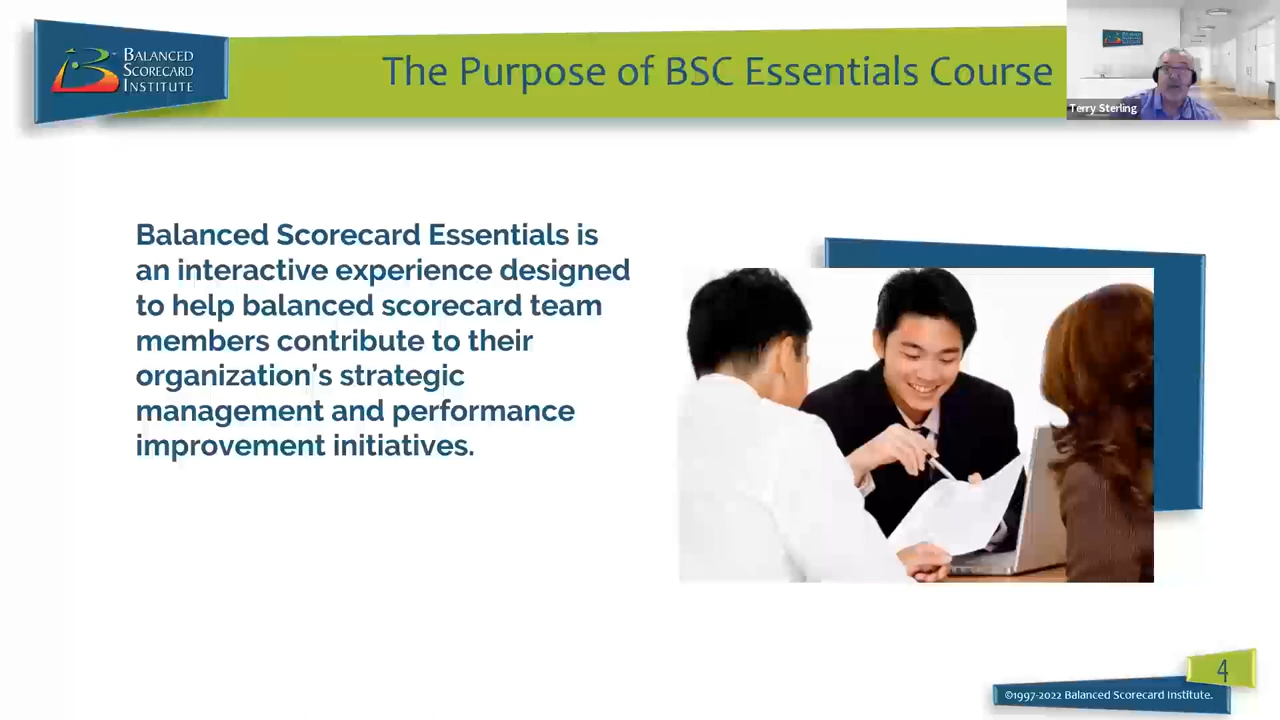 BALANCED
SCORECARD
INSTITUTE
The Purpose of BSC Essentials Course
Terry Sterling
Balanced Scorecard Essentials is
an interactive experience designed
to help balanced scorecard team
members contribute to their
organization’s strategic
management and performance
improvement initiatives.
4
©1997-2022 Balanced Scorecard Institute.